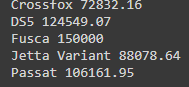 Crossfox 72832.16
DS5 124549.07
Fusca 150000
Jetta Variant 88078.64
Passat 106161.95